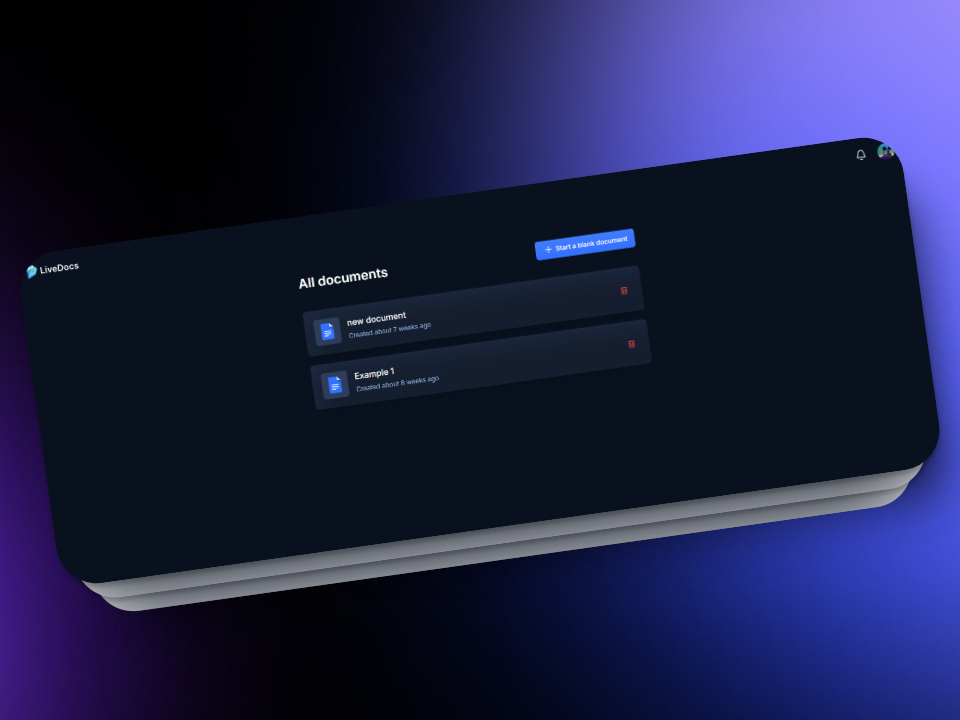 LiveDocs
Start a blank document
All documents
new document
Created about 7 weeks ago
Example 1
Created about 8 weeks ago